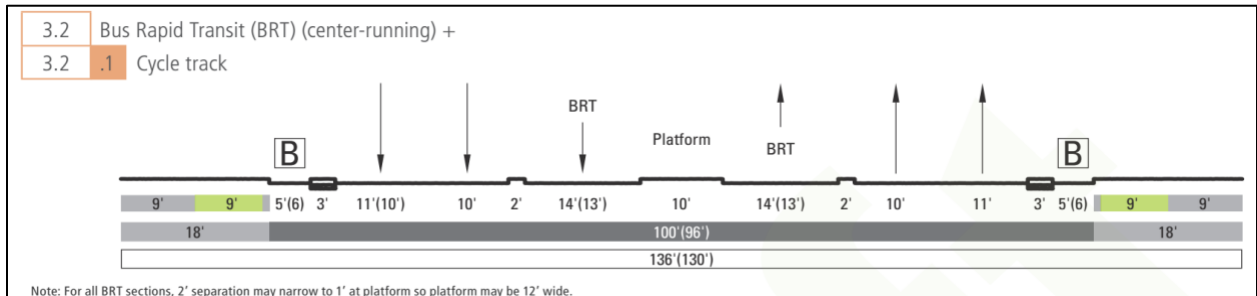 3.2 Bus Rapid Transit (BRT) (center-running) +
3.2 .1 Cycle track
BRT
B Platform BRT B
9' 9' 5'(6) 3' 11'(10') 10' 2' 14'(13') 10' 14'(13') 2' 10' 11' 3' 5'(6) 9' 9'
18' 100'(96') 18'
136'(130')
Note: For all BRT sections, 2' separation may narrow to 1' at platform so platform may be 12' wide.